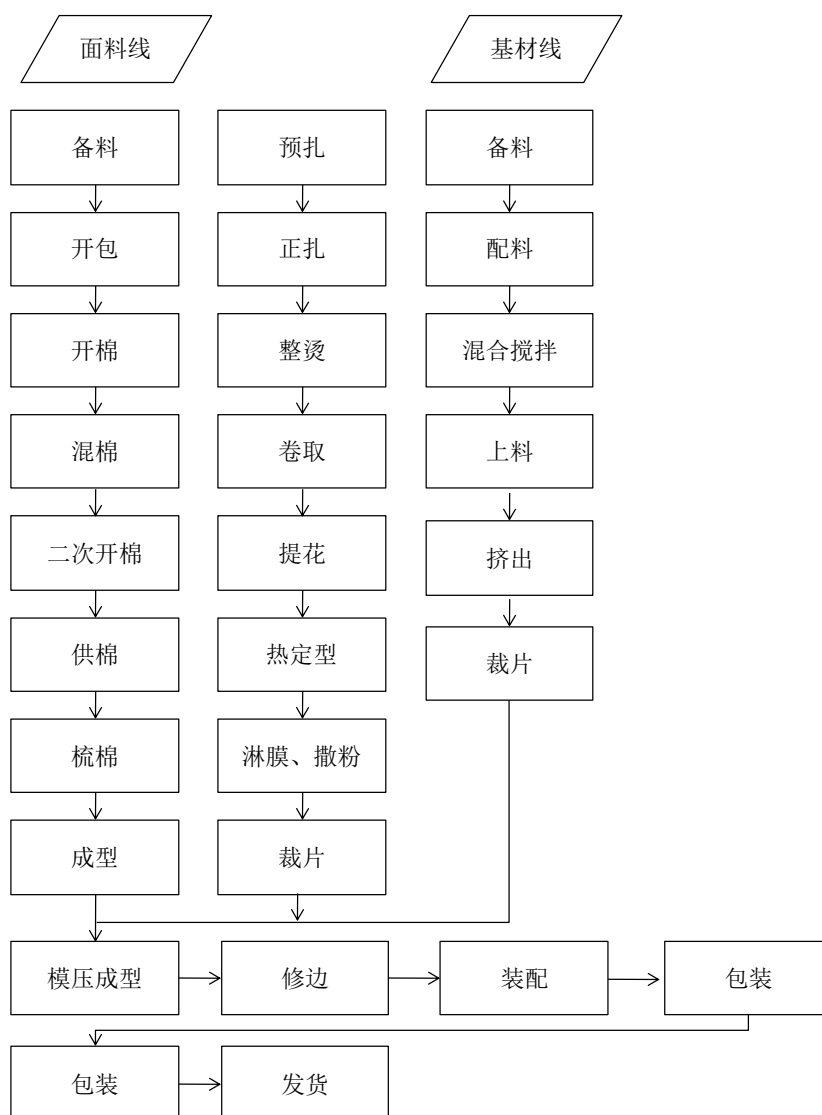 面料线
基材线
备料
预扎
备料
开包
正扎
配料
开棉
整烫
混合搅拌
混棉
卷取
上料
二次开棉
提花
挤出
供棉
热定型
裁片
梳棉
淋膜、撒粉
成型
裁片
模压成型
修边
装配
包装
包装
发货